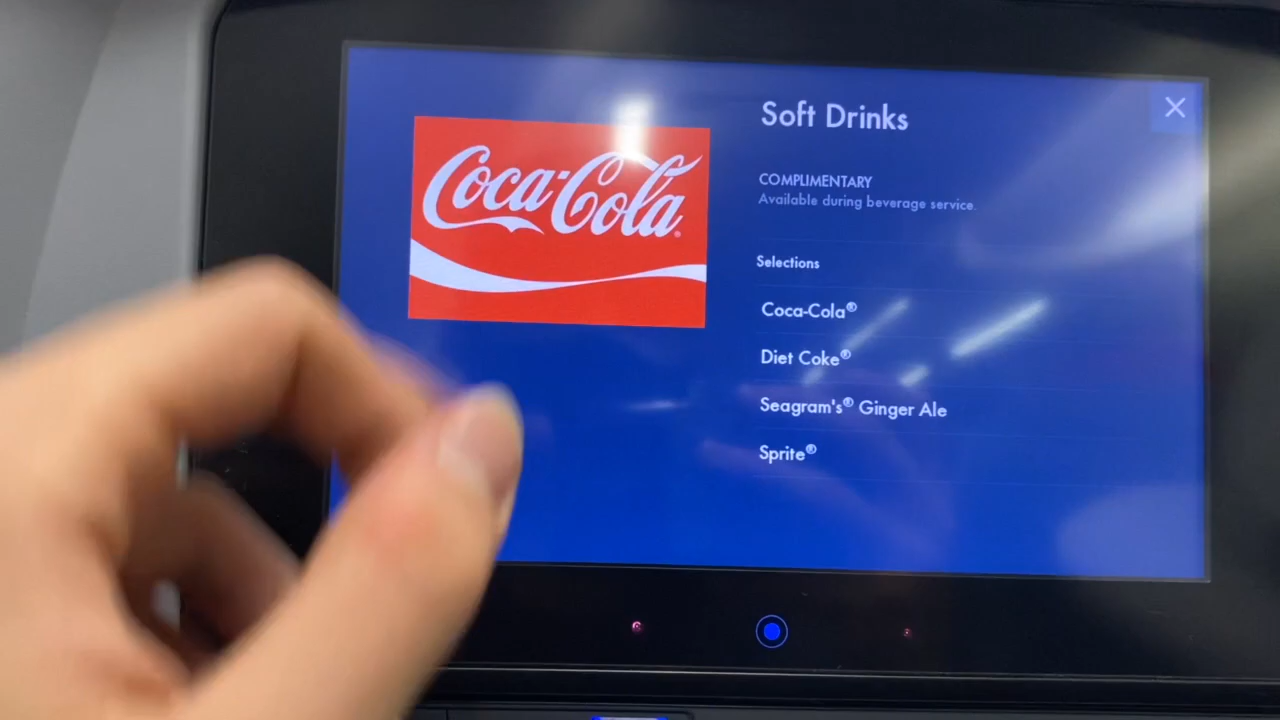 Coca-Cola®
Soft Drinks
COMPLIMENTARY
Available during beverage service.
Selections
Coca-Cola®
Diet Coke®
Seagram's® Ginger Ale
Sprite®